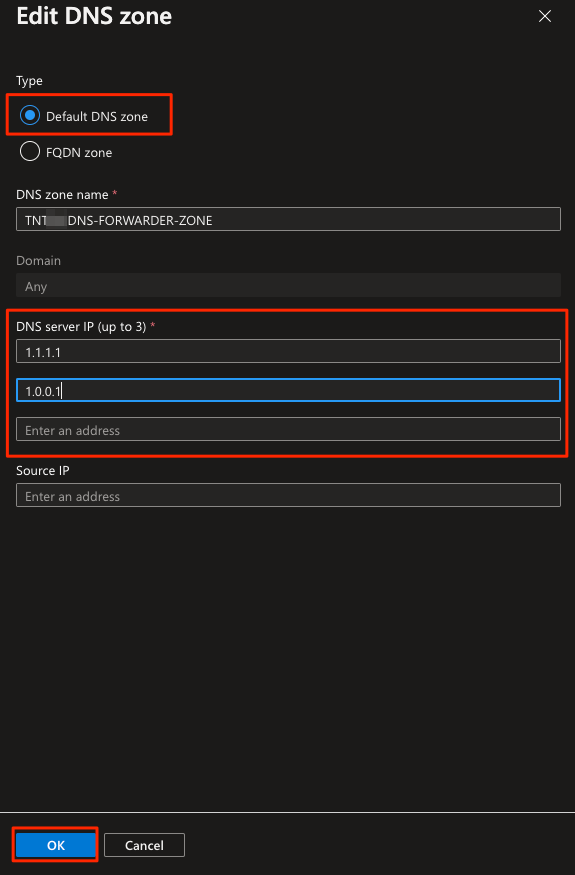 Edit DNS zone
Type
Default DNS zone
FQDN zone
DNS zone name *
TNT DNS-FORWARDER-ZONE
Domain
Any
DNS server IP (up to 3) *
1.1.1.1
1.0.0.1
Enter an address
Source IP
Enter an address
OK
Cancel